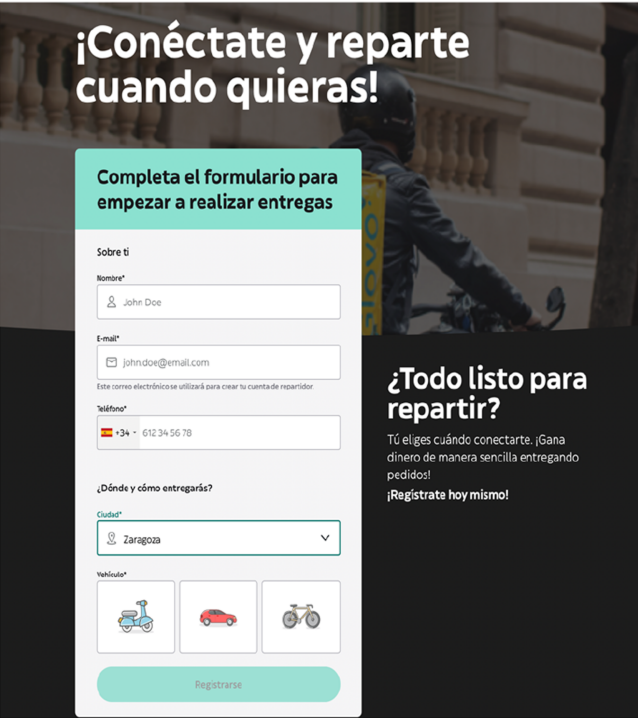 ¡Conéctate y reparte
cuando quieras!
Completa el formulario para
empezar a realizar entregas
Sobre ti
Nombre*
John Doe
E-mail*
johndoe@email.com
Este correo electrónico se utilizará para crear tu cuenta de repartidor
Teléfono*
+34
612 34 56 78
¿Dónde y cómo entregarás?
Ciudad*
Zaragoza
Vehículo*
Registrarse
GLOVO
¿Todo listo para
repartir?
Tú eliges cuándo conectarte. ¡Gana
dinero de manera sencilla entregando
pedidos!
¡Regístrate hoy mismo!